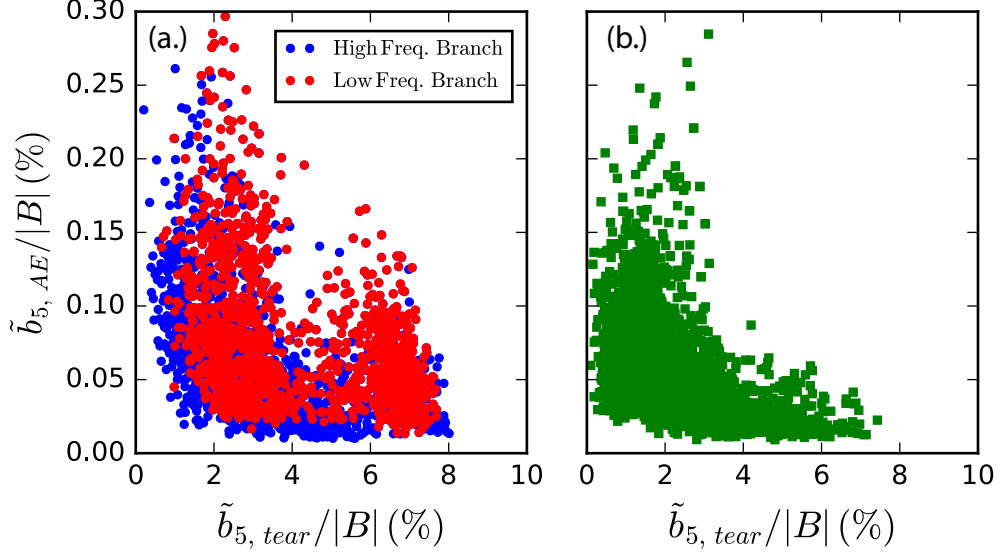 (a.)
High Freq. Branch
Low Freq. Branch
0.30
0.25
0.20
0.15
0.10
0.05
0.00
b̃5, AE/|B| (%)
0 2 4 6 8 10
b̃5, tear/|B| (%)
(b.)
0 2 4 6 8 10
b̃5, tear/|B| (%)